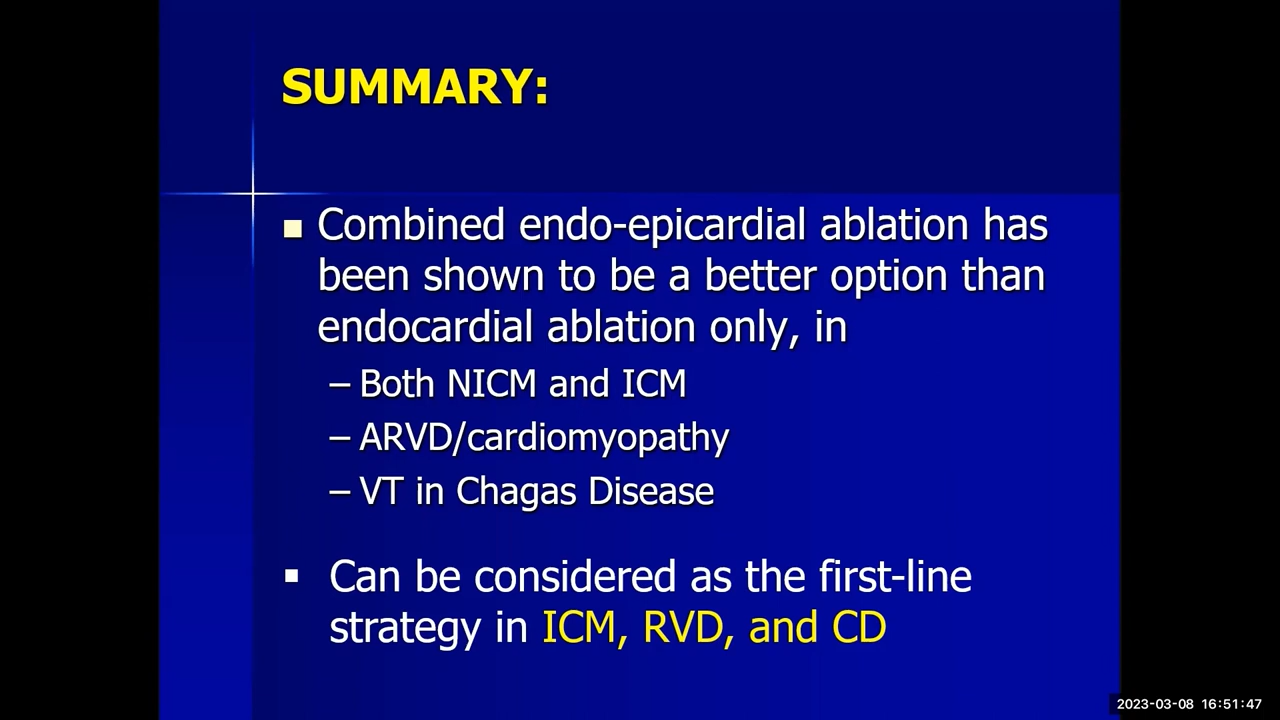 SUMMARY:
■ Combined endo-epicardial ablation has
been shown to be a better option than
endocardial ablation only, in
– Both NICM and ICM
– ARVD/cardiomyopathy
– VT in Chagas Disease
▪ Can be considered as the first-line
strategy in ICM, RVD, and CD
2023-03-08 16:51:47